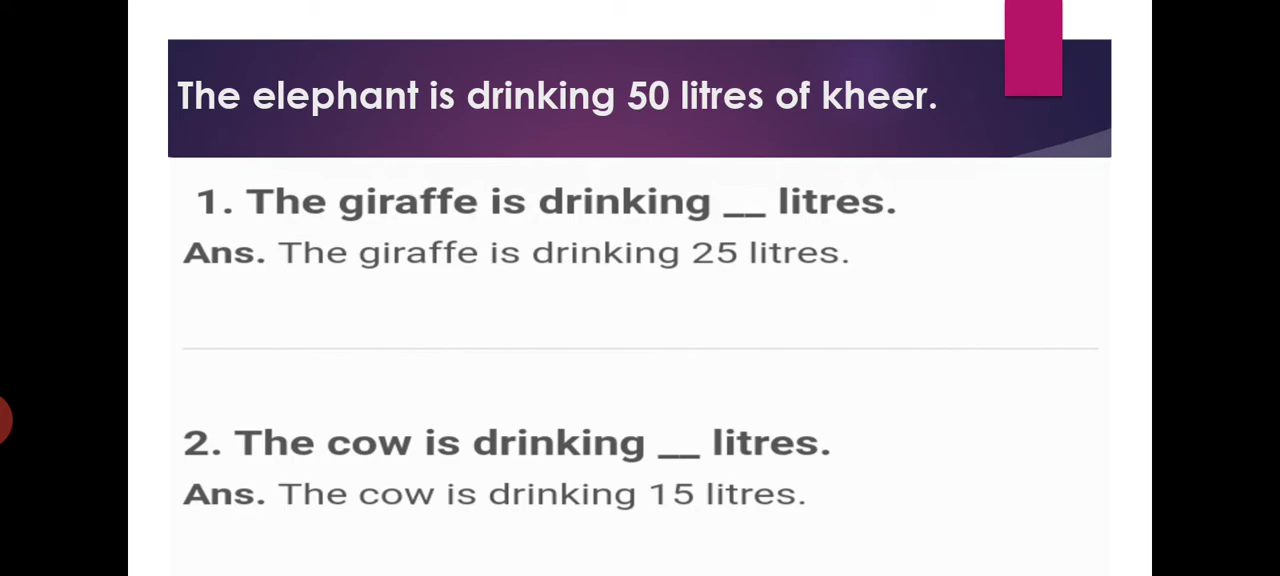 The elephant is drinking 50 litres of kheer.
1. The giraffe is drinking __ litres.
Ans. The giraffe is drinking 25 litres.
2. The cow is drinking __ litres.
Ans. The cow is drinking 15 litres.